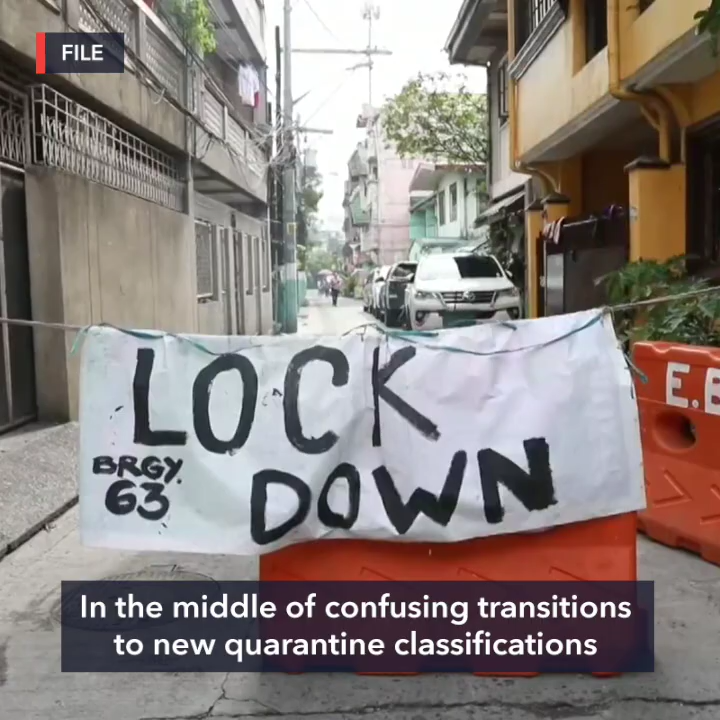 FILE
LOCK
DOWN
BRGY.
63
E.B
In the middle of confusing transitions
to new quarantine classifications